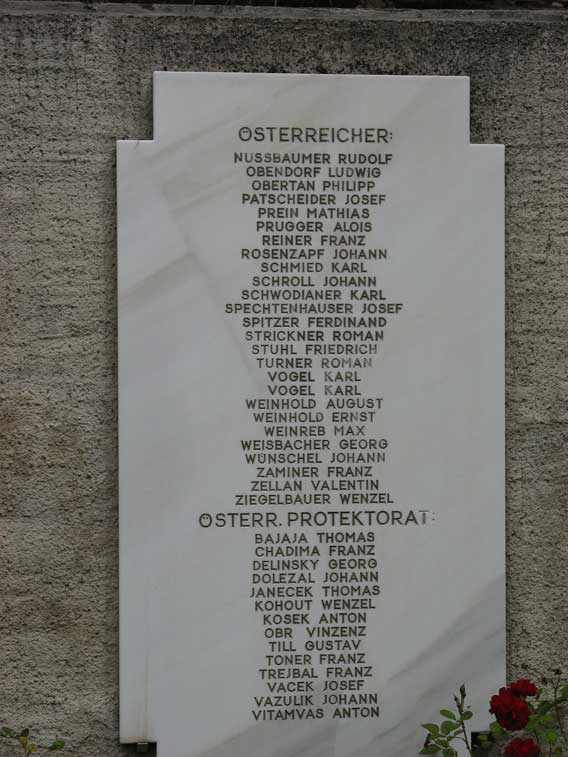 ÖSTERREICHER:
NUSSBAUMER RUDOLF
OBENDORF LUDWIG
OBERTAN PHILIPP
PATSCHEIDER JOSEF
PREIN MATHIAS
PRUGGER ALOIS
REINER FRANZ
ROSENZAPF JOHANN
SCHMIED KARL
SCHROLL JOHANN
SCHWODIANER KARL
SPECHTENHAUSER JOSEF
SPITZER FERDINAND
STRICKNER ROMAN
STUHL FRIEDRICH
TURNER ROMAN
VOGEL KARL
VOGEL KARL
WEINHOLD AUGUST
WEINHOLD ERNST
WEINREB MAX
WEISBACHER GEORG
WÜNSCHEL JOHANN
ZAMINER FRANZ
ZELLAN VALENTIN
ZIEGELBAUER WENZEL
ÖSTERR. PROTEKTORAT:
BAJAJA THOMAS
CHADIMA FRANZ
DELINSKY GEORG
DOLEZAL JOHANN
JANECEK THOMAS
KOHOUT WENZEL
KOSEK ANTON
OBR VINZENZ
TILL GUSTAV
TONER FRANZ
TREJBAL FRANZ
VACEK JOSEF
VAZULIK JOHANN
VITAMVAS ANTON